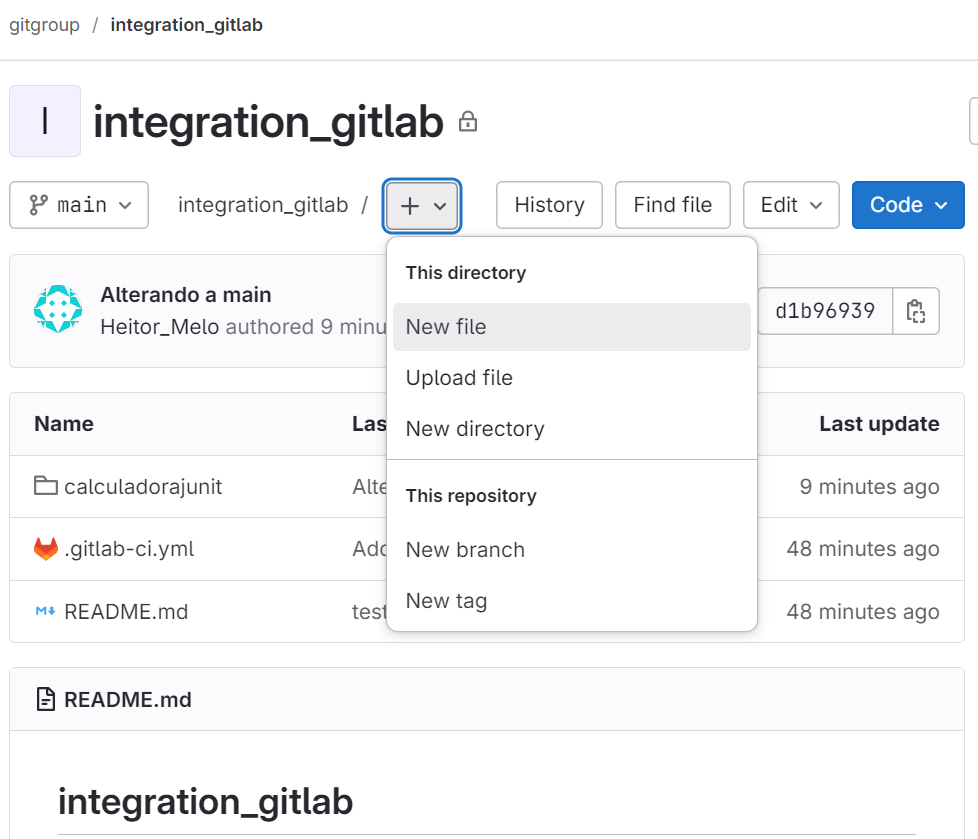 gitgroup / integration_gitlab
I
integration_gitlab
main
integration_gitlab /
History
Find file
Edit
Code
Alterando a main
Heitor_Melo authored 9 minu
d1b96939
This directory
New file
Upload file
New directory
This repository
New branch
New tag
Name Las Last update
calculadorajunit Alte 9 minutes ago
.gitlab-ci.yml Adc 48 minutes ago
M README.md test 48 minutes ago
README.md
integration_gitlab